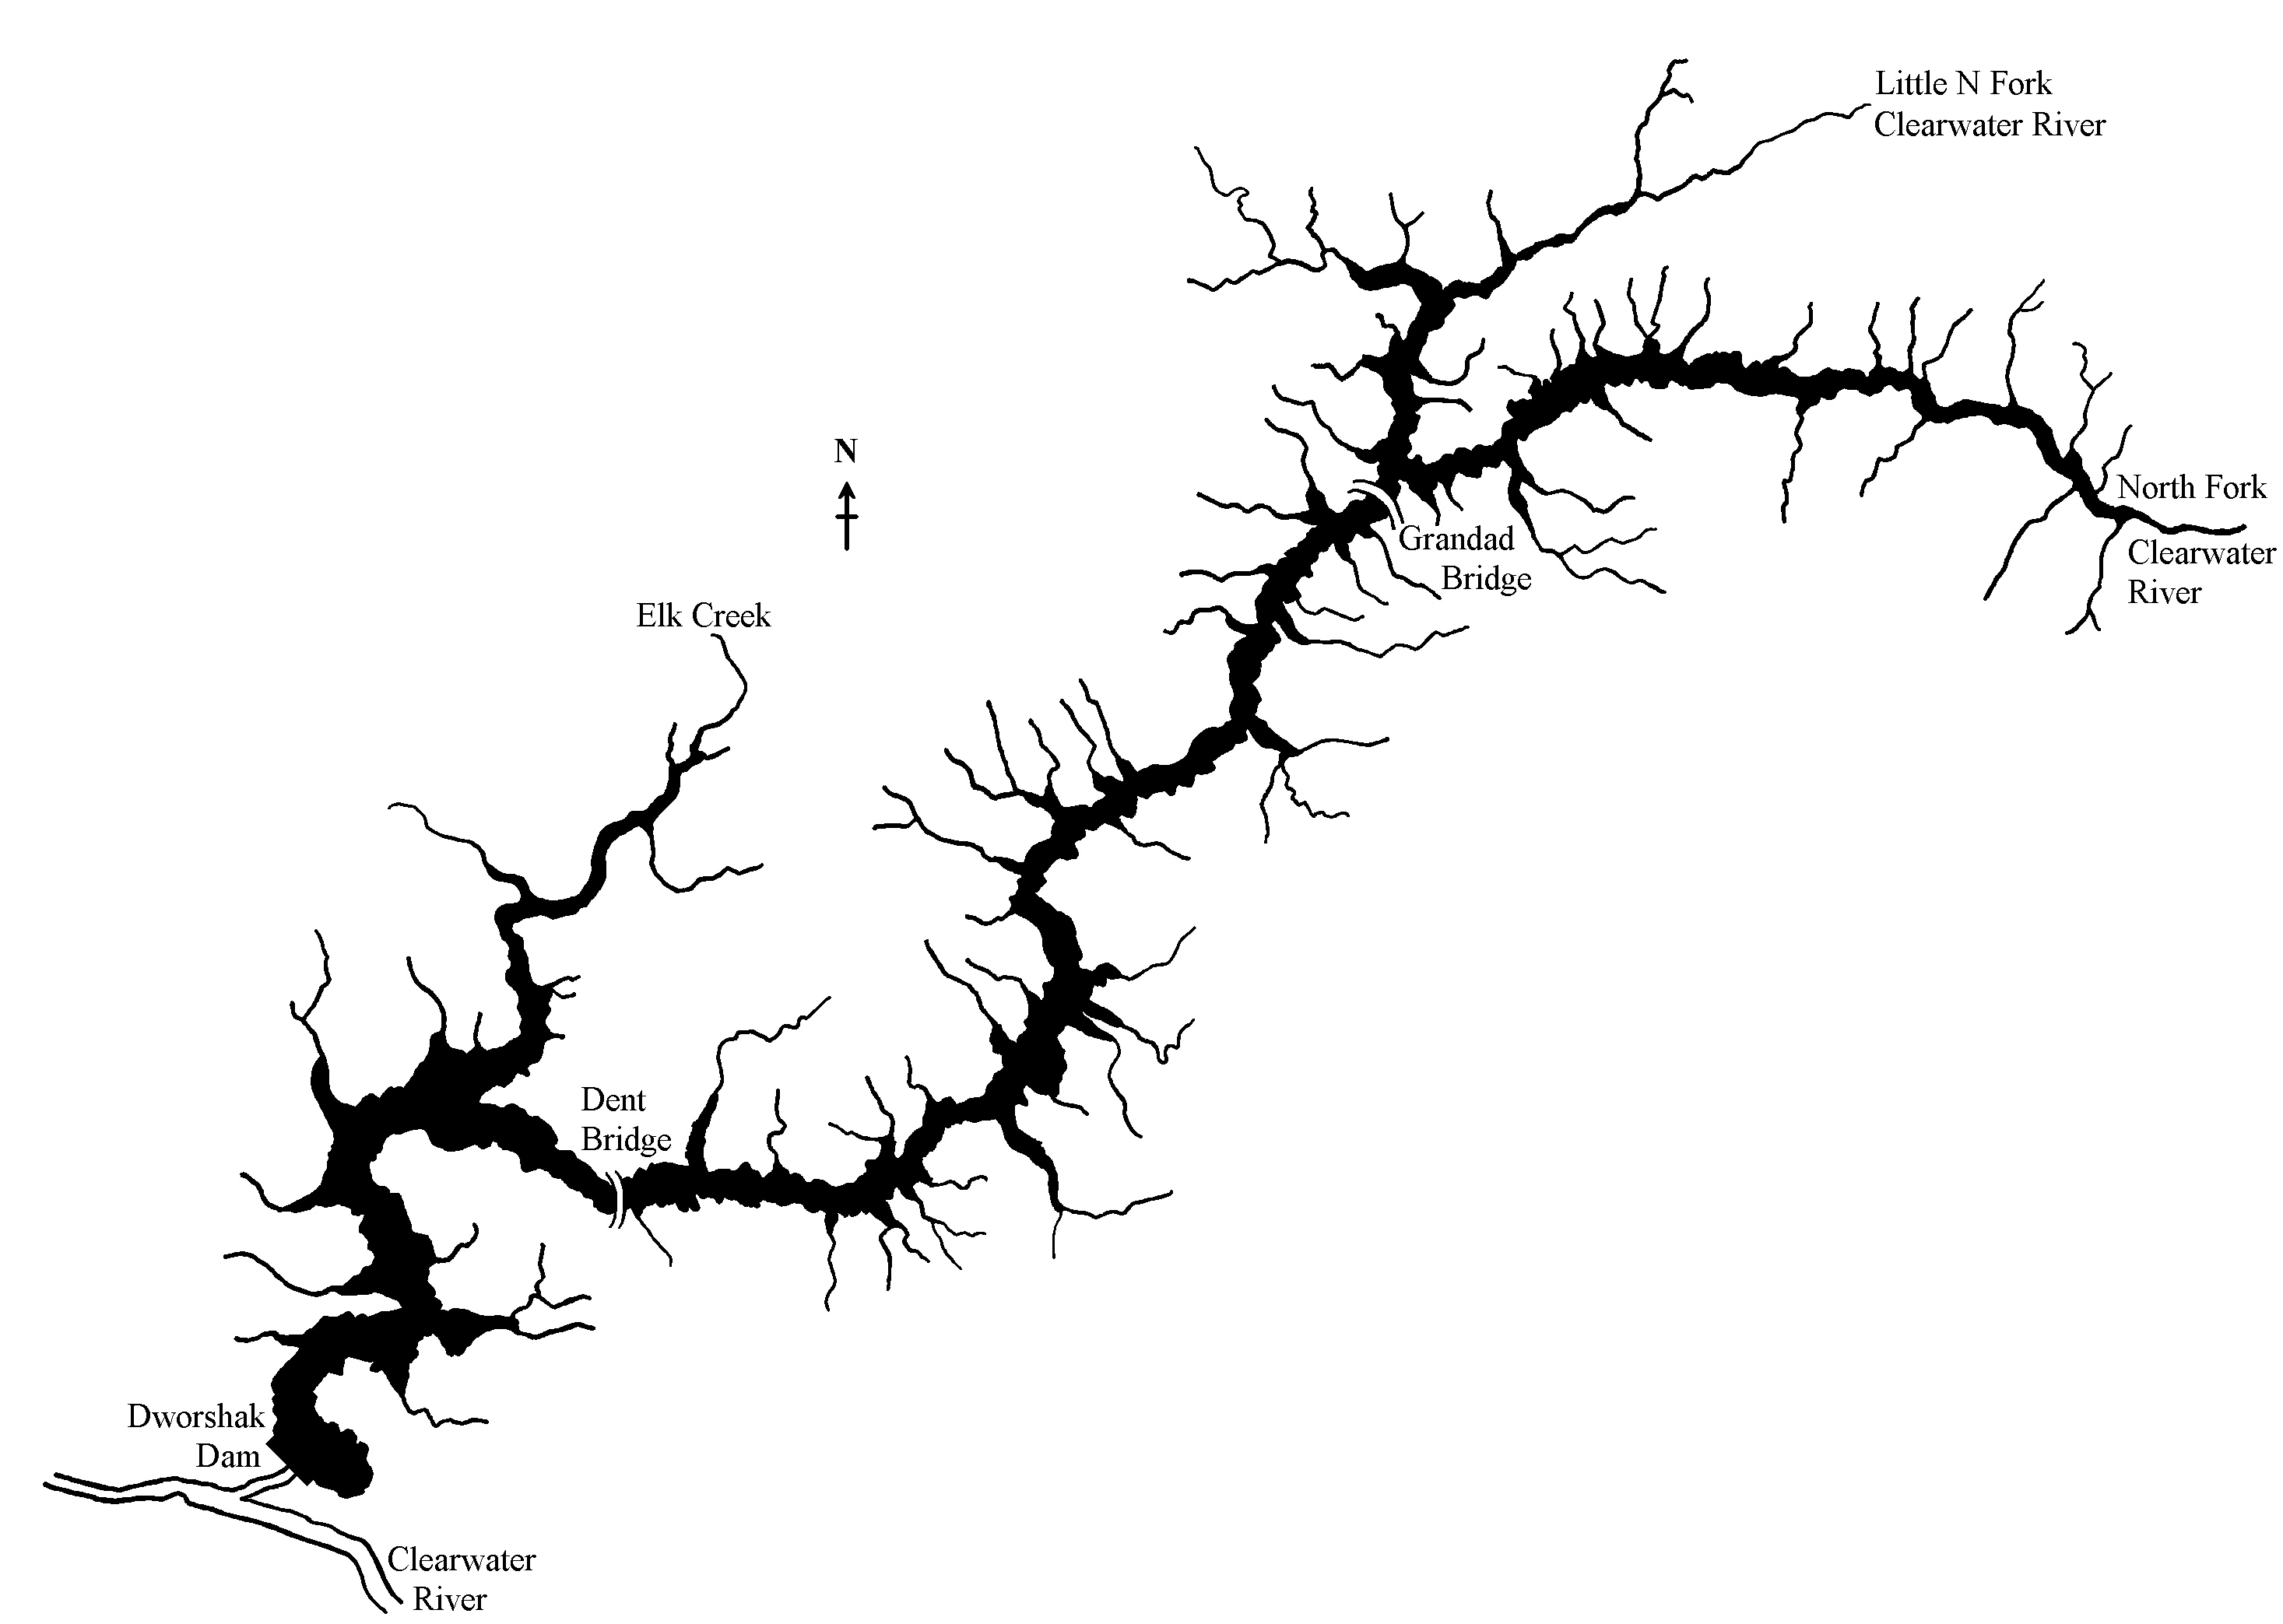 Little N Fork
Clearwater River
N
North Fork
Clearwater
River
Grandad
Bridge
Elk Creek
Dent
Bridge
Dworshak
Dam
Clearwater
River